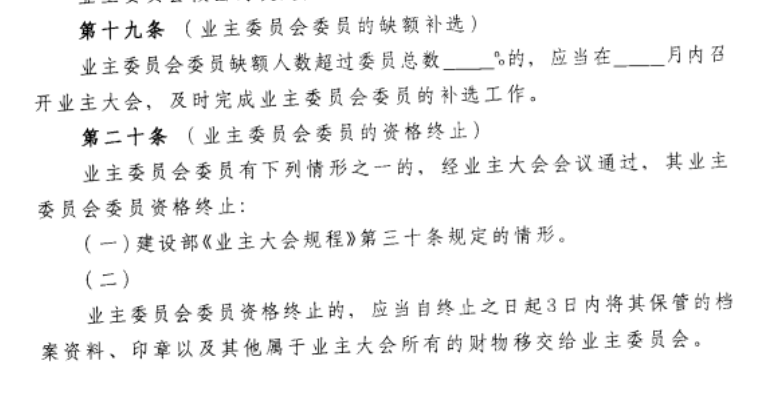 第十九条 （业主委员会委员的缺额补选）
业主委员会委员缺额人数超过委员总数____%的，应当在____月内召
开业主大会，及时完成业主委员会委员的补选工作。
第二十条 （业主委员会委员的资格终止）
业主委员会委员有下列情形之一的，经业主大会会议通过，其业主
委员会委员资格终止：
（一）建设部《业主大会规程》第三十条规定的情形。
（二）
业主委员会委员资格终止的，应当自终止之日起3日内将其保管的档
案资料、印章以及其他属于业主大会所有的财物移交给业主委员会。